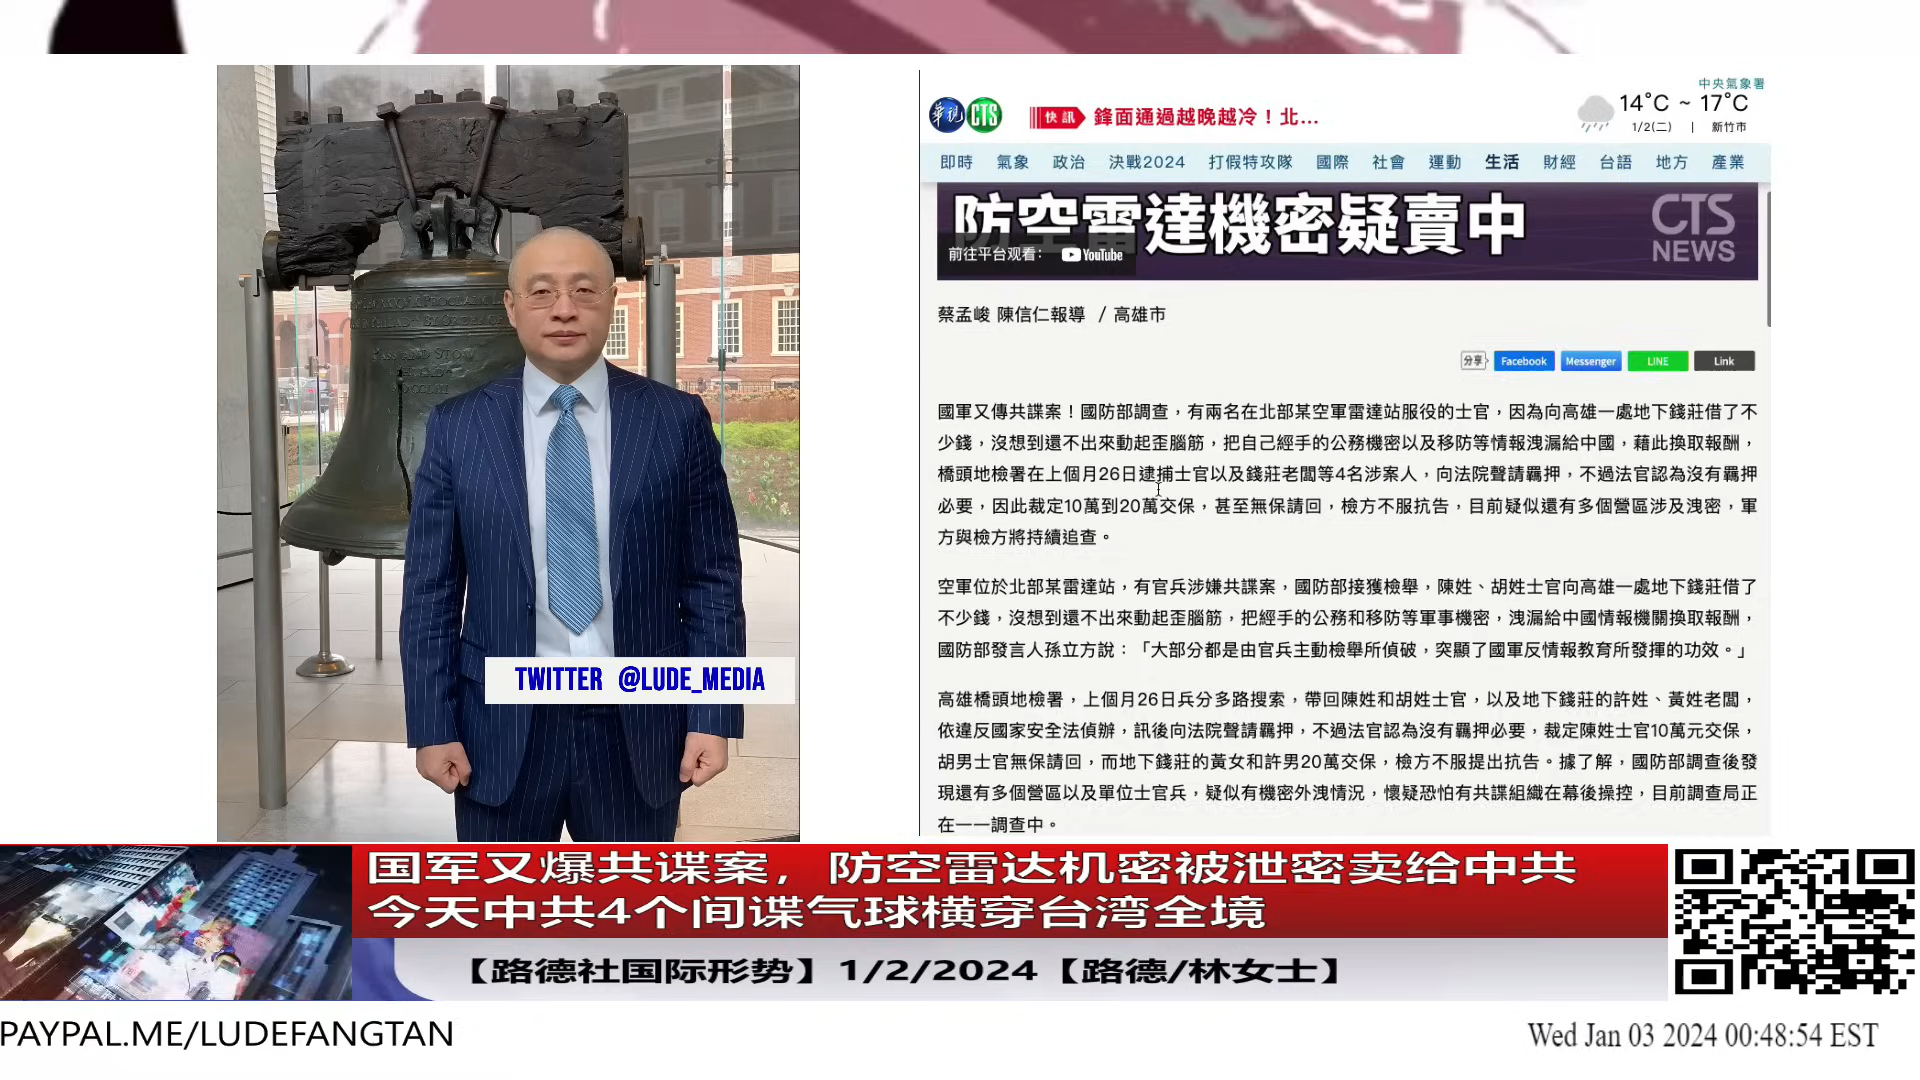 PASS AND STOW
TWITTER @LUDE_MEDIA
中央氣象署
華視 CTS
快訊 鋒面通過越晚越冷！北...
14°C ~ 17°C
1/2(二) | 新竹市
即時 氣象 政治 決戰2024 打假特攻隊 國際 社會 運動 生活 財經 台語 地方 產業
防空雷達機密疑賣中
CTS
NEWS
前往平台观看： YouTube
蔡孟峻 陳信仁報導 / 高雄市
分享 Facebook Messenger LINE Link
國軍又傳共諜案！國防部調查，有兩名在北部某空軍雷達站服役的士官，因為向高雄一處地下錢莊借了不
少錢，沒想到還不出來動起歪腦筋，把自己經手的公務機密以及移防等情報洩漏給中國，藉此換取報酬，
橋頭地檢署在上個月26日逮捕士官以及錢莊老闆等4名涉案人，向法院聲請羈押，不過法官認為沒有羈押
必要，因此裁定10萬到20萬交保，甚至無保請回，檢方不服抗告，目前疑似還有多個營區涉及洩密，軍
方與檢方將持續追查。
空軍位於北部某雷達站，有官兵涉嫌共諜案，國防部接獲檢舉，陳姓、胡姓士官向高雄一處地下錢莊借了
不少錢，沒想到還不出來動起歪腦筋，把經手的公務和移防等軍事機密，洩漏給中國情報機關換取報酬，
國防部發言人孫立方說：「大部分都是由官兵主動檢舉所偵破，突顯了國軍反情報教育所發揮的功效。」
高雄橋頭地檢署，上個月26日兵分多路搜索，帶回陳姓和胡姓士官，以及地下錢莊的許姓、黃姓老闆，
依違反國家安全法偵辦，訊後向法院聲請羈押，不過法官認為沒有羈押必要，裁定陳姓士官10萬元交保，
胡男士官無保請回，而地下錢莊的黃女和許男20萬交保，檢方不服提出抗告。據了解，國防部調查後發
現還有多個營區以及單位士官兵，疑似有機密外洩情況，懷疑恐怕有共諜組織在幕後操控，目前調查局正
在一一調查中。
国军又爆共谍案，防空雷达机密被泄密卖给中共
今天中共4个间谍气球横穿台湾全境
【路德社国际形势】1/2/2024【路德/林女士】
PAYPAL.ME/LUDEFANGTAN
Wed Jan 03 2024 00:48:54 EST